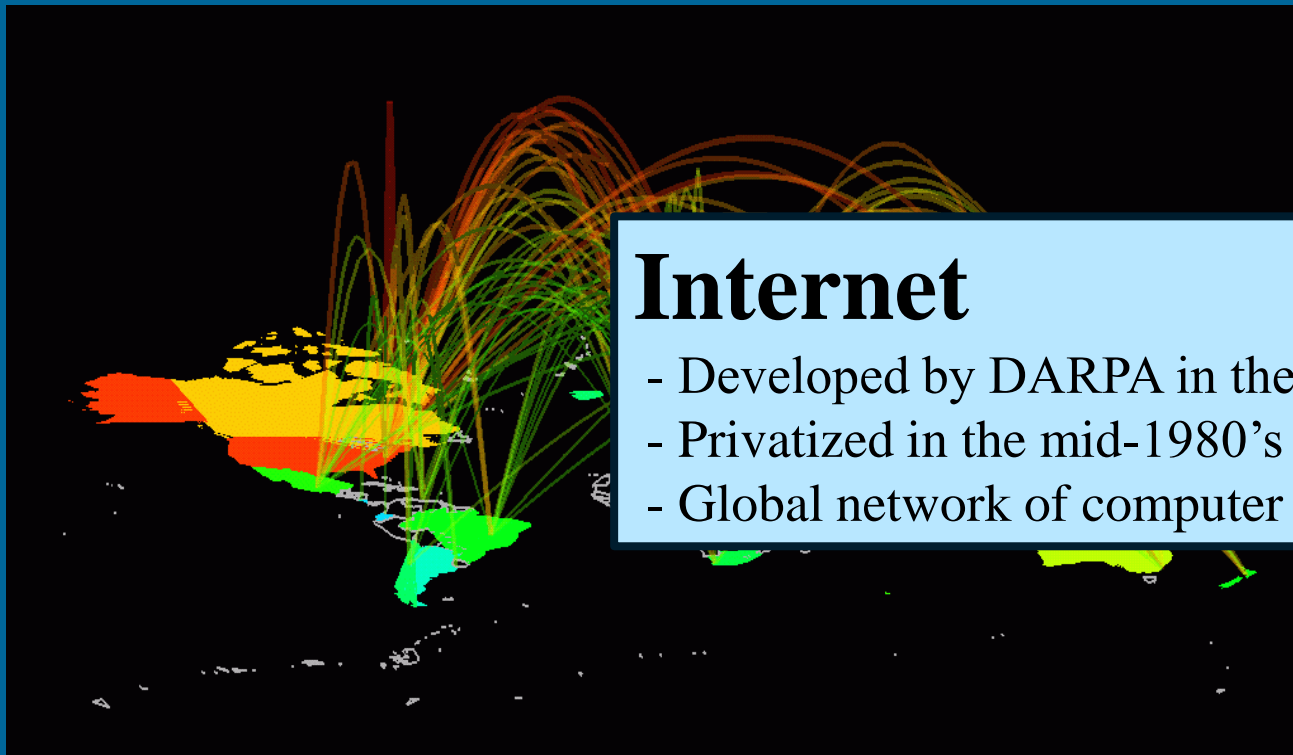 Internet
- Developed by DARPA in the
- Privatized in the mid-1980’s
- Global network of computer